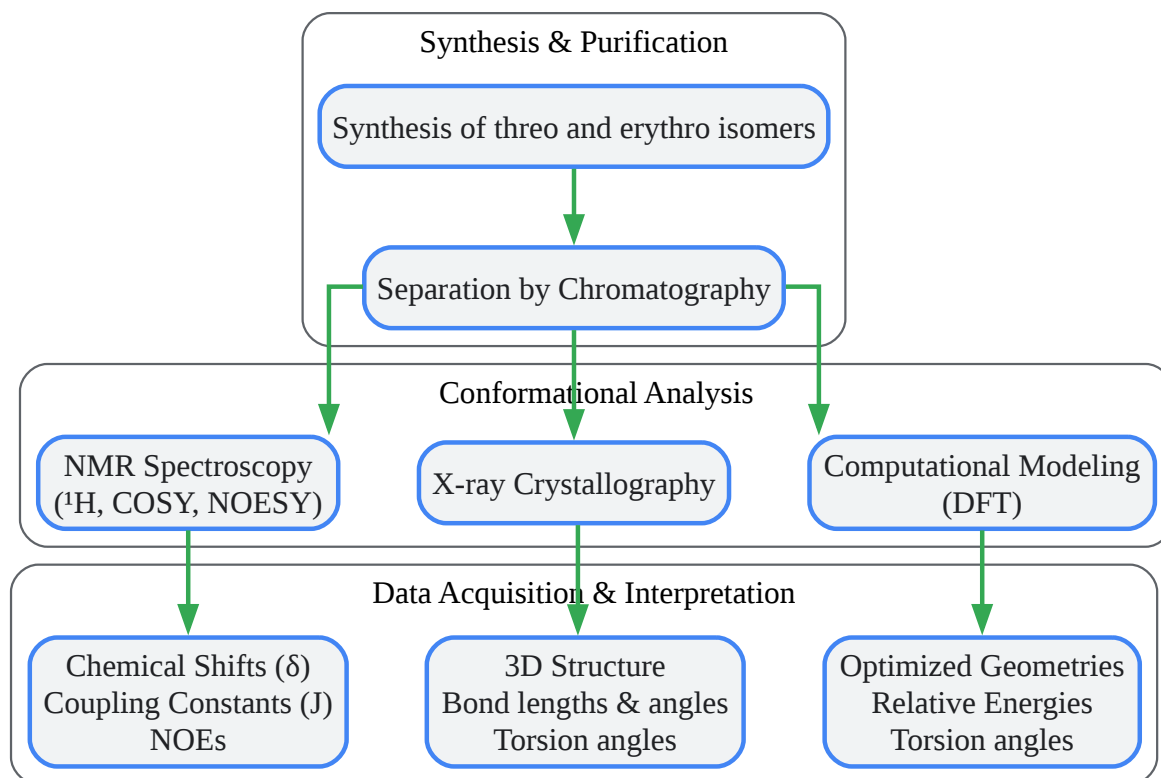 Synthesis & Purification
Synthesis of threo and erythro isomers
Separation by Chromatography
Conformational Analysis
NMR Spectroscopy
(¹H, COSY, NOESY)
X-ray Crystallography
Computational Modeling
(DFT)
Data Acquisition & Interpretation
Chemical Shifts (δ)
Coupling Constants (J)
NOEs
3D Structure
Bond lengths & angles
Torsion angles
Optimized Geometries
Relative Energies
Torsion angles